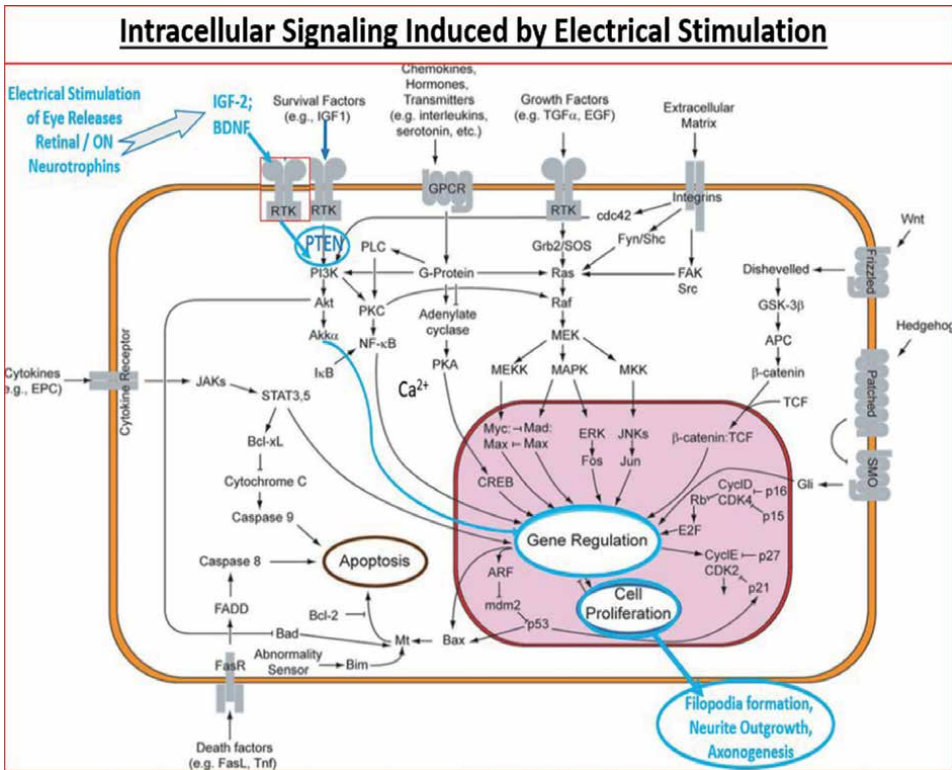 Intracellular Signaling Induced by Electrical Stimulation
Electrical Stimulation
of Eye Releases
Retinal / ON
Neurotrophins
IGF-2;
BDNF
Survival Factors
(e.g., IGF1)
Chemokines,
Hormones,
Transmitters
(e.g. interleukins,
serotonin, etc.)
Growth Factors
(e.g. TGFα, EGF)
Extracellular
Matrix
RTK
RTK
GPCR
RTK
Integrins
cdc42
Wnt
Frizzled
PTEN
PLC
Grb2/SOS
Fyn/Shc
PI3K
G-Protein
Ras
FAK
Src
Dishevelled
Akt
PKC
Adenylate
cyclase
Raf
GSK-3β
Akkα
NF-κB
MEK
APC
Hedgehog
Patched
IκB
PKA
MEKK
MAPK
MKK
β-catenin
Cytokines
e.g., EPC)
Cytokine Receptor
JAKs
STAT3,5
Ca2+
TCF
Bcl-xL
Myc:
Max
Mad:
Max
ERK
Fos
JNKs
Jun
β-catenin:TCF
SMO
Cytochrome C
CREB
Gli
CyclD
CDK4
p16
p15
Rb
E2F
Caspase 9
Gene Regulation
Caspase 8
Apoptosis
ARF
CyclE
CDK2
p27
p21
FADD
Bcl-2
mdm2
Cell
Proliferation
p53
Bad
Mt
Bax
Abnormality
Sensor
Bim
FasR
Filopodia formation,
Neurite Outgrowth,
Axonogenesis
Death factors
(e.g. FasL, Tnf)